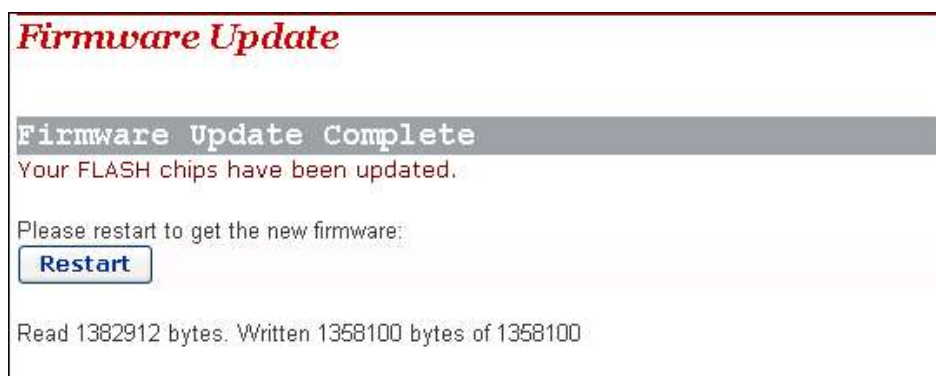 Firmware Update
Firmware Update Complete
Your FLASH chips have been updated.
Please restart to get the new firmware:
Restart
Read 1382912 bytes. Written 1358100 bytes of 1358100